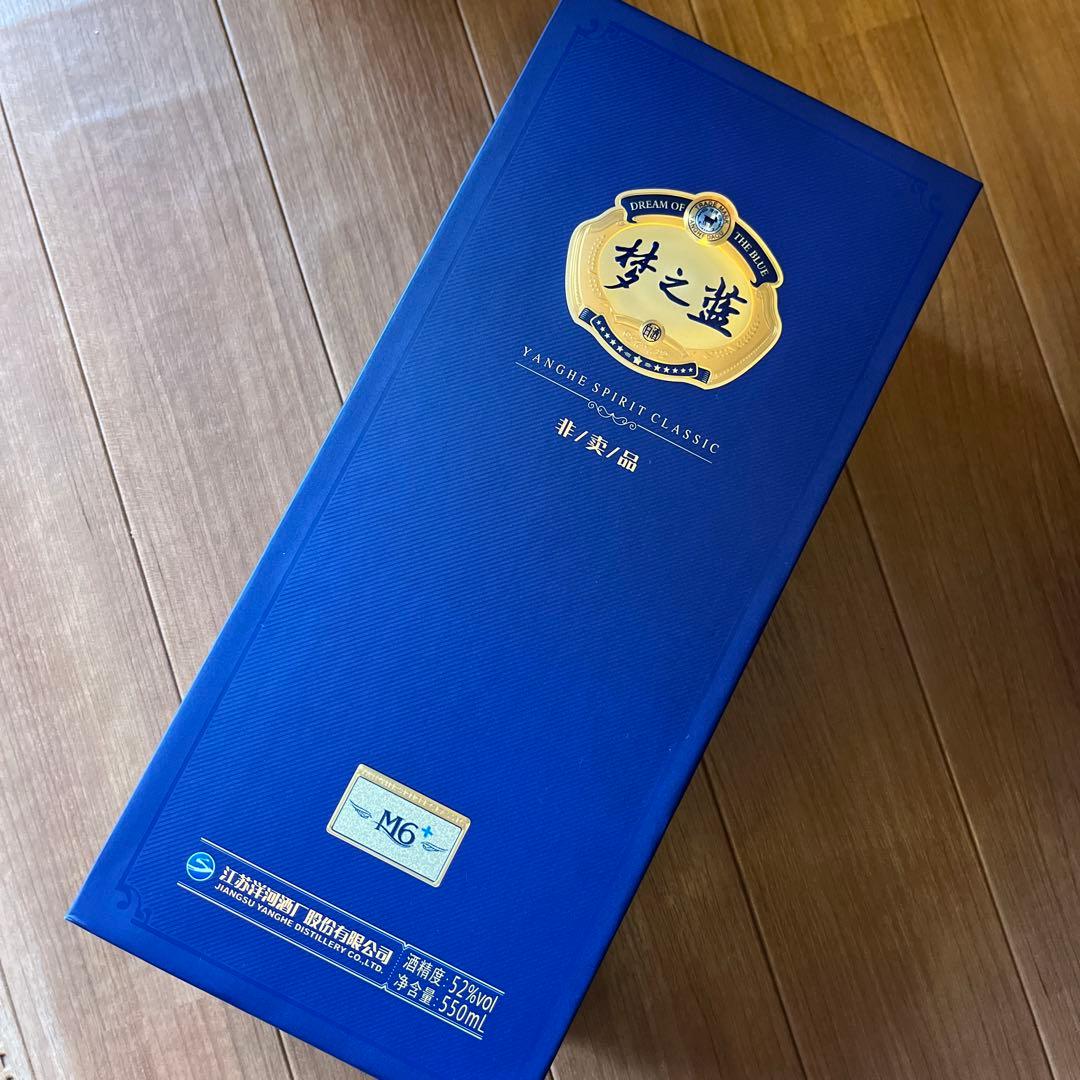 DREAM OF THE BLUE
梦之蓝
YANGHE SPIRIT CLASSIC
非/卖/品
M6+
江苏洋河酒厂股份有限公司
JIANGSU YANGHE DISTILLERY CO.,LTD.
酒精度: 52%vol
净含量: 550mL